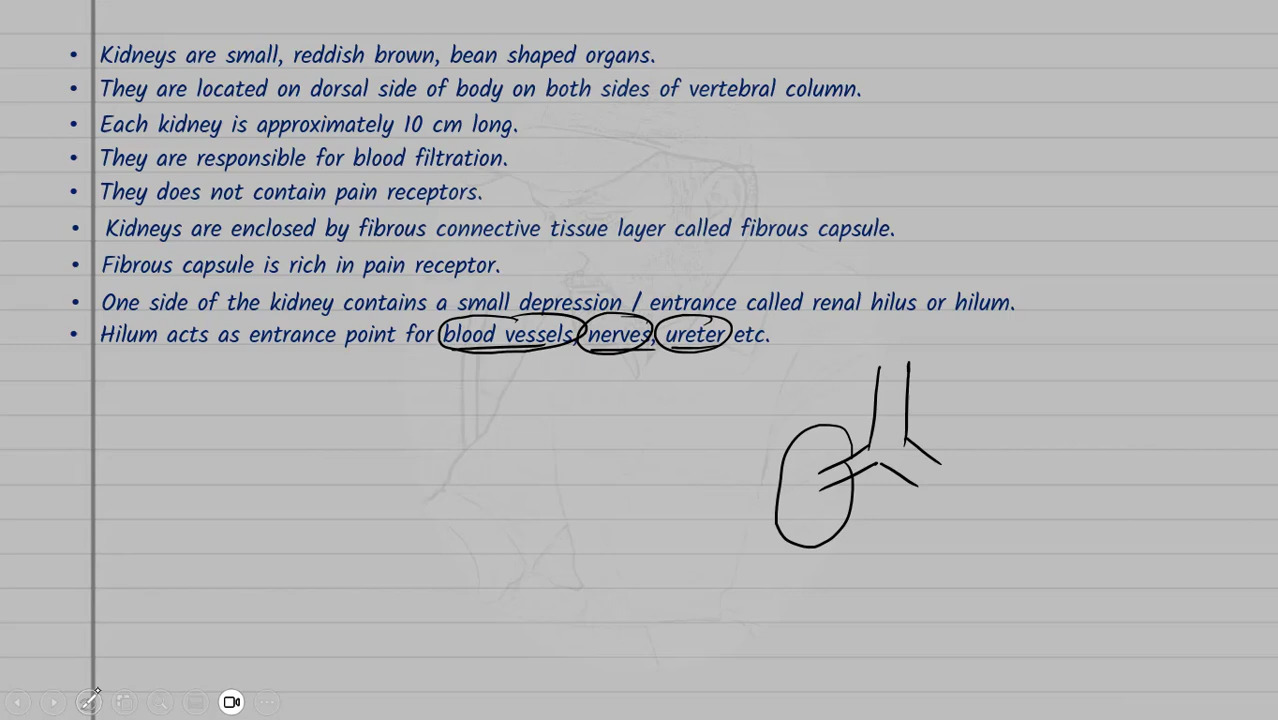 • Kidneys are small, reddish brown, bean shaped organs.
• They are located on dorsal side of body on both sides of vertebral column.
• Each kidney is approximately 10 cm long.
• They are responsible for blood filtration.
• They does not contain pain receptors.
• Kidneys are enclosed by fibrous connective tissue layer called fibrous capsule.
• Fibrous capsule is rich in pain receptor.
• One side of the kidney contains a small depression / entrance called renal hilus or hilum.
• Hilum acts as entrance point for blood vessels, nerves, ureter etc.